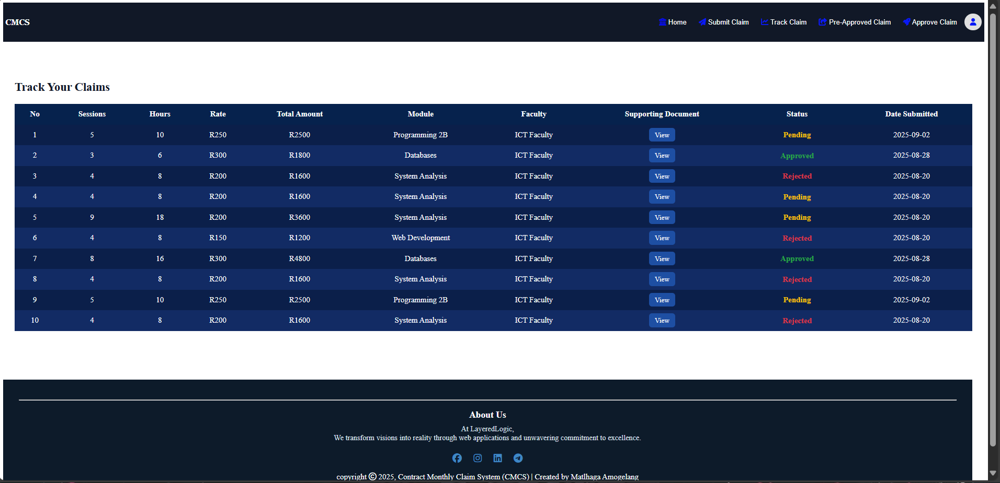 CMCS Home Submit Claim Track Claim Pre-Approved Claim Approve Claim
Track Your Claims
No Sessions Hours Rate Total Amount Module Faculty Supporting Document Status Date Submitted
1 5 10 R250 R2500 Programming 2B ICT Faculty View Pending 2025-09-02
2 3 6 R300 R1800 Databases ICT Faculty View Approved 2025-08-28
3 4 8 R200 R1600 System Analysis ICT Faculty View Rejected 2025-08-20
4 4 8 R200 R1600 System Analysis ICT Faculty View Pending 2025-08-20
5 9 18 R200 R3600 System Analysis ICT Faculty View Pending 2025-08-20
6 4 8 R150 R1200 Web Development ICT Faculty View Rejected 2025-08-20
7 8 16 R300 R4800 Databases ICT Faculty View Approved 2025-08-28
8 4 8 R200 R1600 System Analysis ICT Faculty View Rejected 2025-08-20
9 5 10 R250 R2500 Programming 2B ICT Faculty View Pending 2025-09-02
10 4 8 R200 R1600 System Analysis ICT Faculty View Rejected 2025-08-20
About Us
At LayeredLogic,
We transform visions into reality through web applications and unwavering commitment to excellence.
copyright © 2025, Contract Monthly Claim System (CMCS) | Created by Matlhaga Amogelang